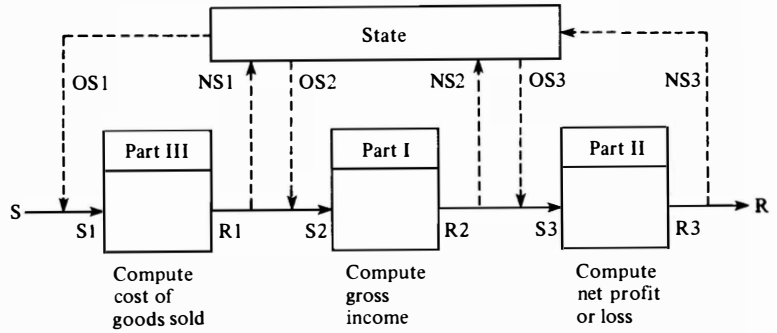 State
OS1
NS1
OS2
NS2
OS3
NS3
Part III
Part I
Part II
S
S1
R1
S2
R2
S3
R3
R
Compute
cost of
goods sold
Compute
gross
income
Compute
net profit
or loss